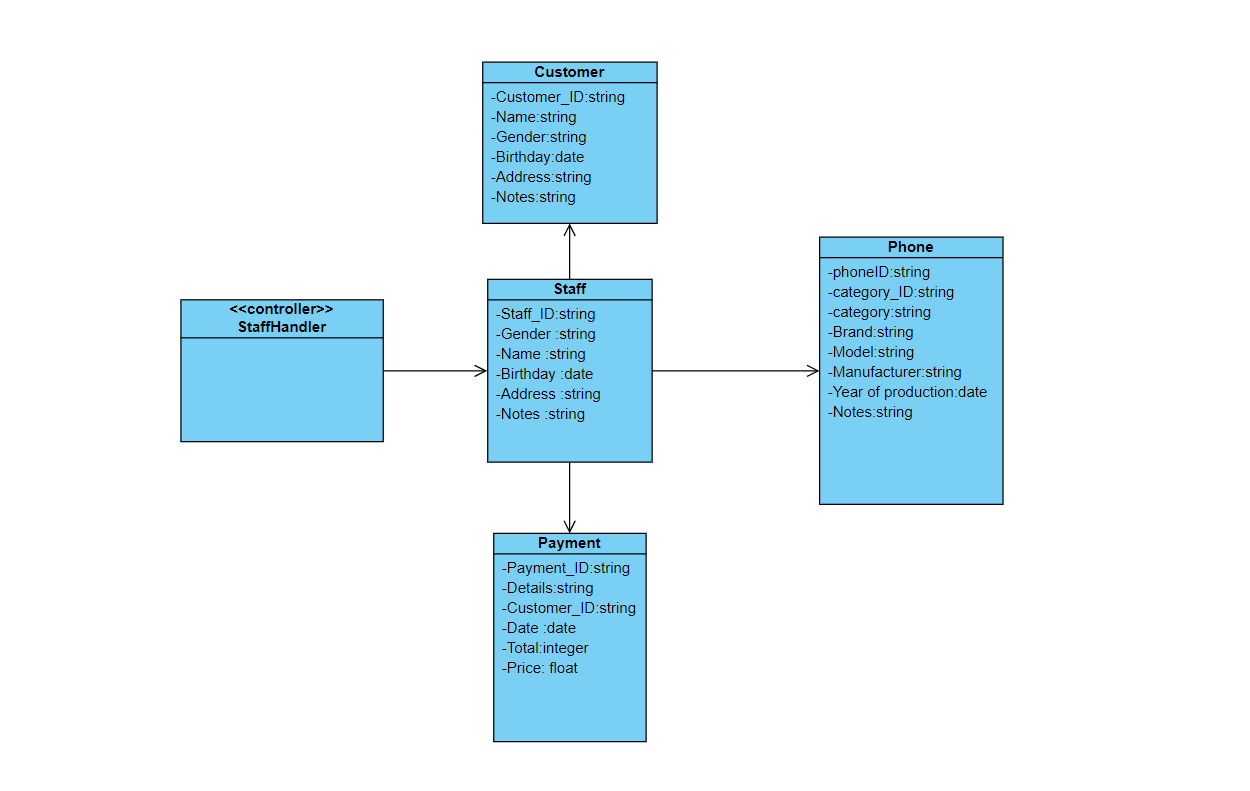 Customer
-Customer_ID:string
-Name:string
-Gender:string
-Birthday:date
-Address:string
-Notes:string
<<controller>>
StaffHandler
Staff
-Staff_ID:string
-Gender :string
-Name :string
-Birthday :date
-Address :string
-Notes :string
Phone
-phoneID:string
-category_ID:string
-category:string
-Brand:string
-Model:string
-Manufacturer:string
-Year of production:date
-Notes:string
Payment
-Payment_ID:string
-Details:string
-Customer_ID:string
-Date :date
-Total:integer
-Price: float